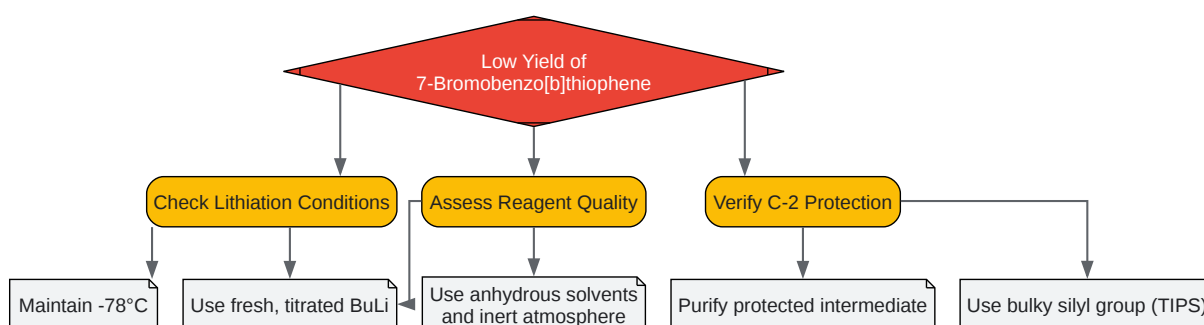 Low Yield of
7-Bromobenzo[b]thiophene
Check Lithiation Conditions
Assess Reagent Quality
Verify C-2 Protection
Maintain -78°C
Use fresh, titrated BuLi
Use anhydrous solvents
and inert atmosphere
Purify protected intermediate
Use bulky silyl group (TIPS)